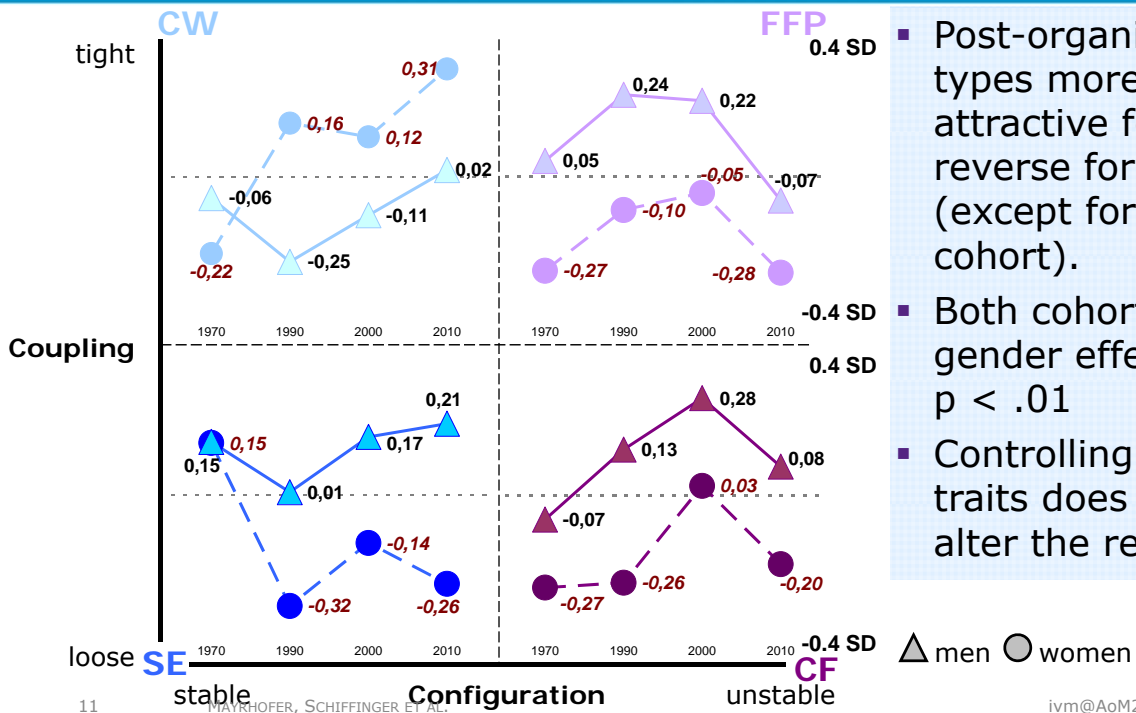 CW
FFP
tight
0.4 SD
0,31
0,16
0,12
-0,06
0,02
-0,11
-0,25
-0,22
0,24
0,22
0,05
-0,05
-0,07
-0,10
-0,27
-0,28
1970 1990 2000 2010
1970 1990 2000 2010
-0.4 SD
Coupling
0.4 SD
0,15
0,15
0,01
0,17
0,21
-0,14
-0,32
-0,26
0,28
0,13
0,08
-0,07
0,03
-0,27
-0,26
-0,20
1970 1990 2000 2010
1970 1990 2000 2010
-0.4 SD
loose
SE
CF
stable
Configuration
unstable
▪ Post-organi
types more
attractive f
reverse for
(except for
cohort).
▪ Both cohor
gender effe
p < .01
▪ Controlling
traits does
alter the re
men women
11
MAYRHOFER, SCHIFFINGER ET AL.
ivm@AoM2